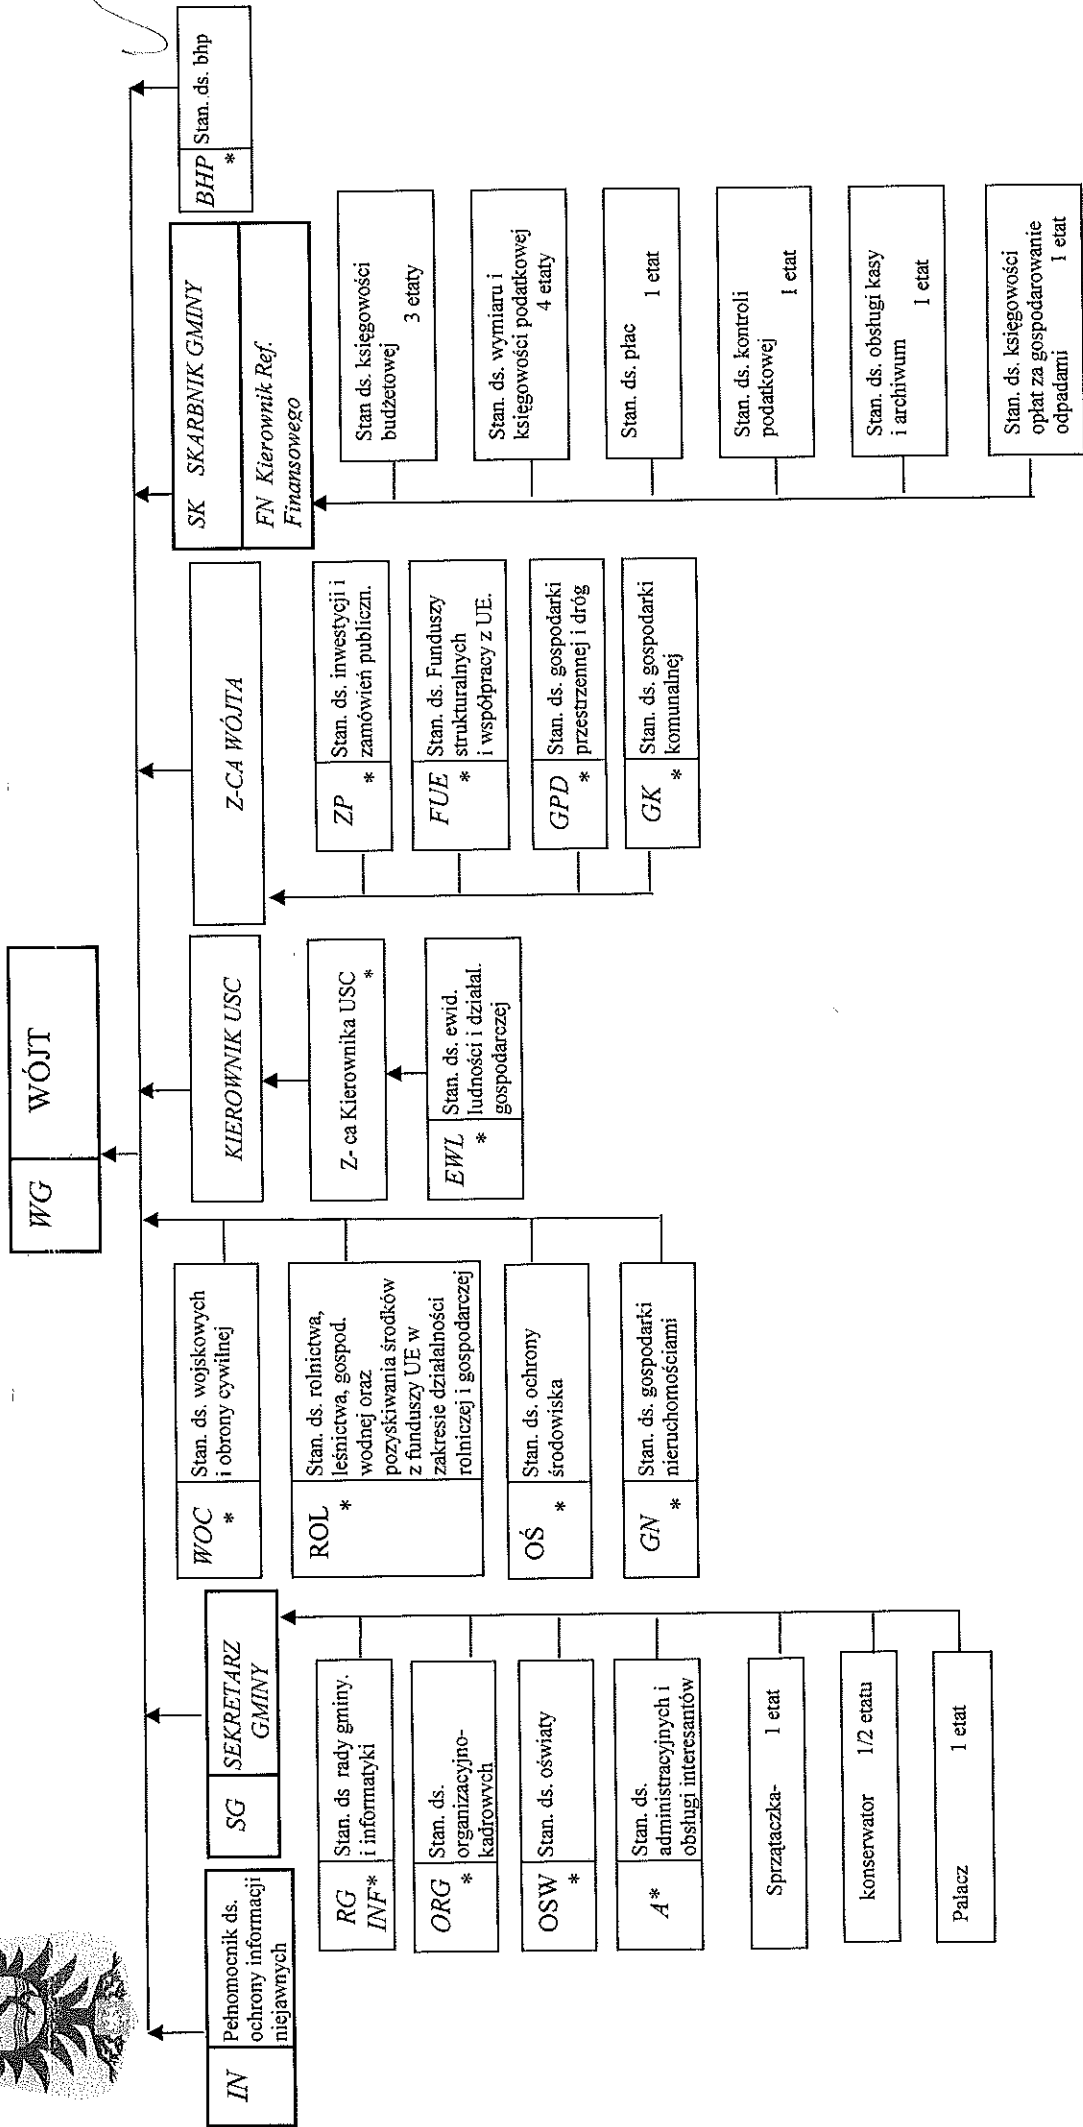 WG WÓJT
IN Pełnomocnik ds.
ochrony informacji
niejawnych
SG SEKRETARZ
GMINY
RG
INF*
Stan. ds rady gminy.
i informatyki
ORG
*
Stan. ds.
organizacyjno-
kadrowych
OSW
*
Stan. ds. oświaty
A*
Stan. ds.
administracyjnych i
obsługi interesantów
Sprzątaczka- 1 etat
konserwator 1/2 etatu
Palacz 1 etat
WOC
*
Stan. ds. wojskowych
i obrony cywilnej
ROL
*
Stan. ds. rolnictwa,
leśnictwa, gospod.
wodnej oraz
pozyskiwania środków
z funduszy UE w
zakresie działalności
rolniczej i gospodarczej
OŚ
*
Stan. ds. ochrony
środowiska
GN
*
Stan. ds. gospodarki
nieruchomościami
KIEROWNIK USC
Z- ca Kierownika USC
*
EWL
*
Stan. ds. ewid.
ludności i działal.
gospodarczej
Z-CA WÓJTA
ZP
*
Stan. ds. inwestycji i
zamówień publiczn.
FUE
*
Stan. ds. Funduszy
strukturalnych
i współpracy z UE.
GPD
*
Stan. ds. gospodarki
przestrzennej i dróg
GK
*
Stan. ds. gospodarki
komunalnej
SK SKARBNIK GMINY
FN Kierownik Ref.
Finansowego
Stan ds. księgowości
budżetowej
3 etaty
Stan. ds. wymiaru i
księgowości podatkowej
4 etaty
Stan. ds. płac
1 etat
Stan. ds. kontroli
podatkowej
1 etat
Stan. ds. obsługi kasy
i archiwum
1 etat
Stan. ds. księgowości
opłat za gospodarowanie
odpadami
1 etat
BHP
*
Stan. ds. bhp